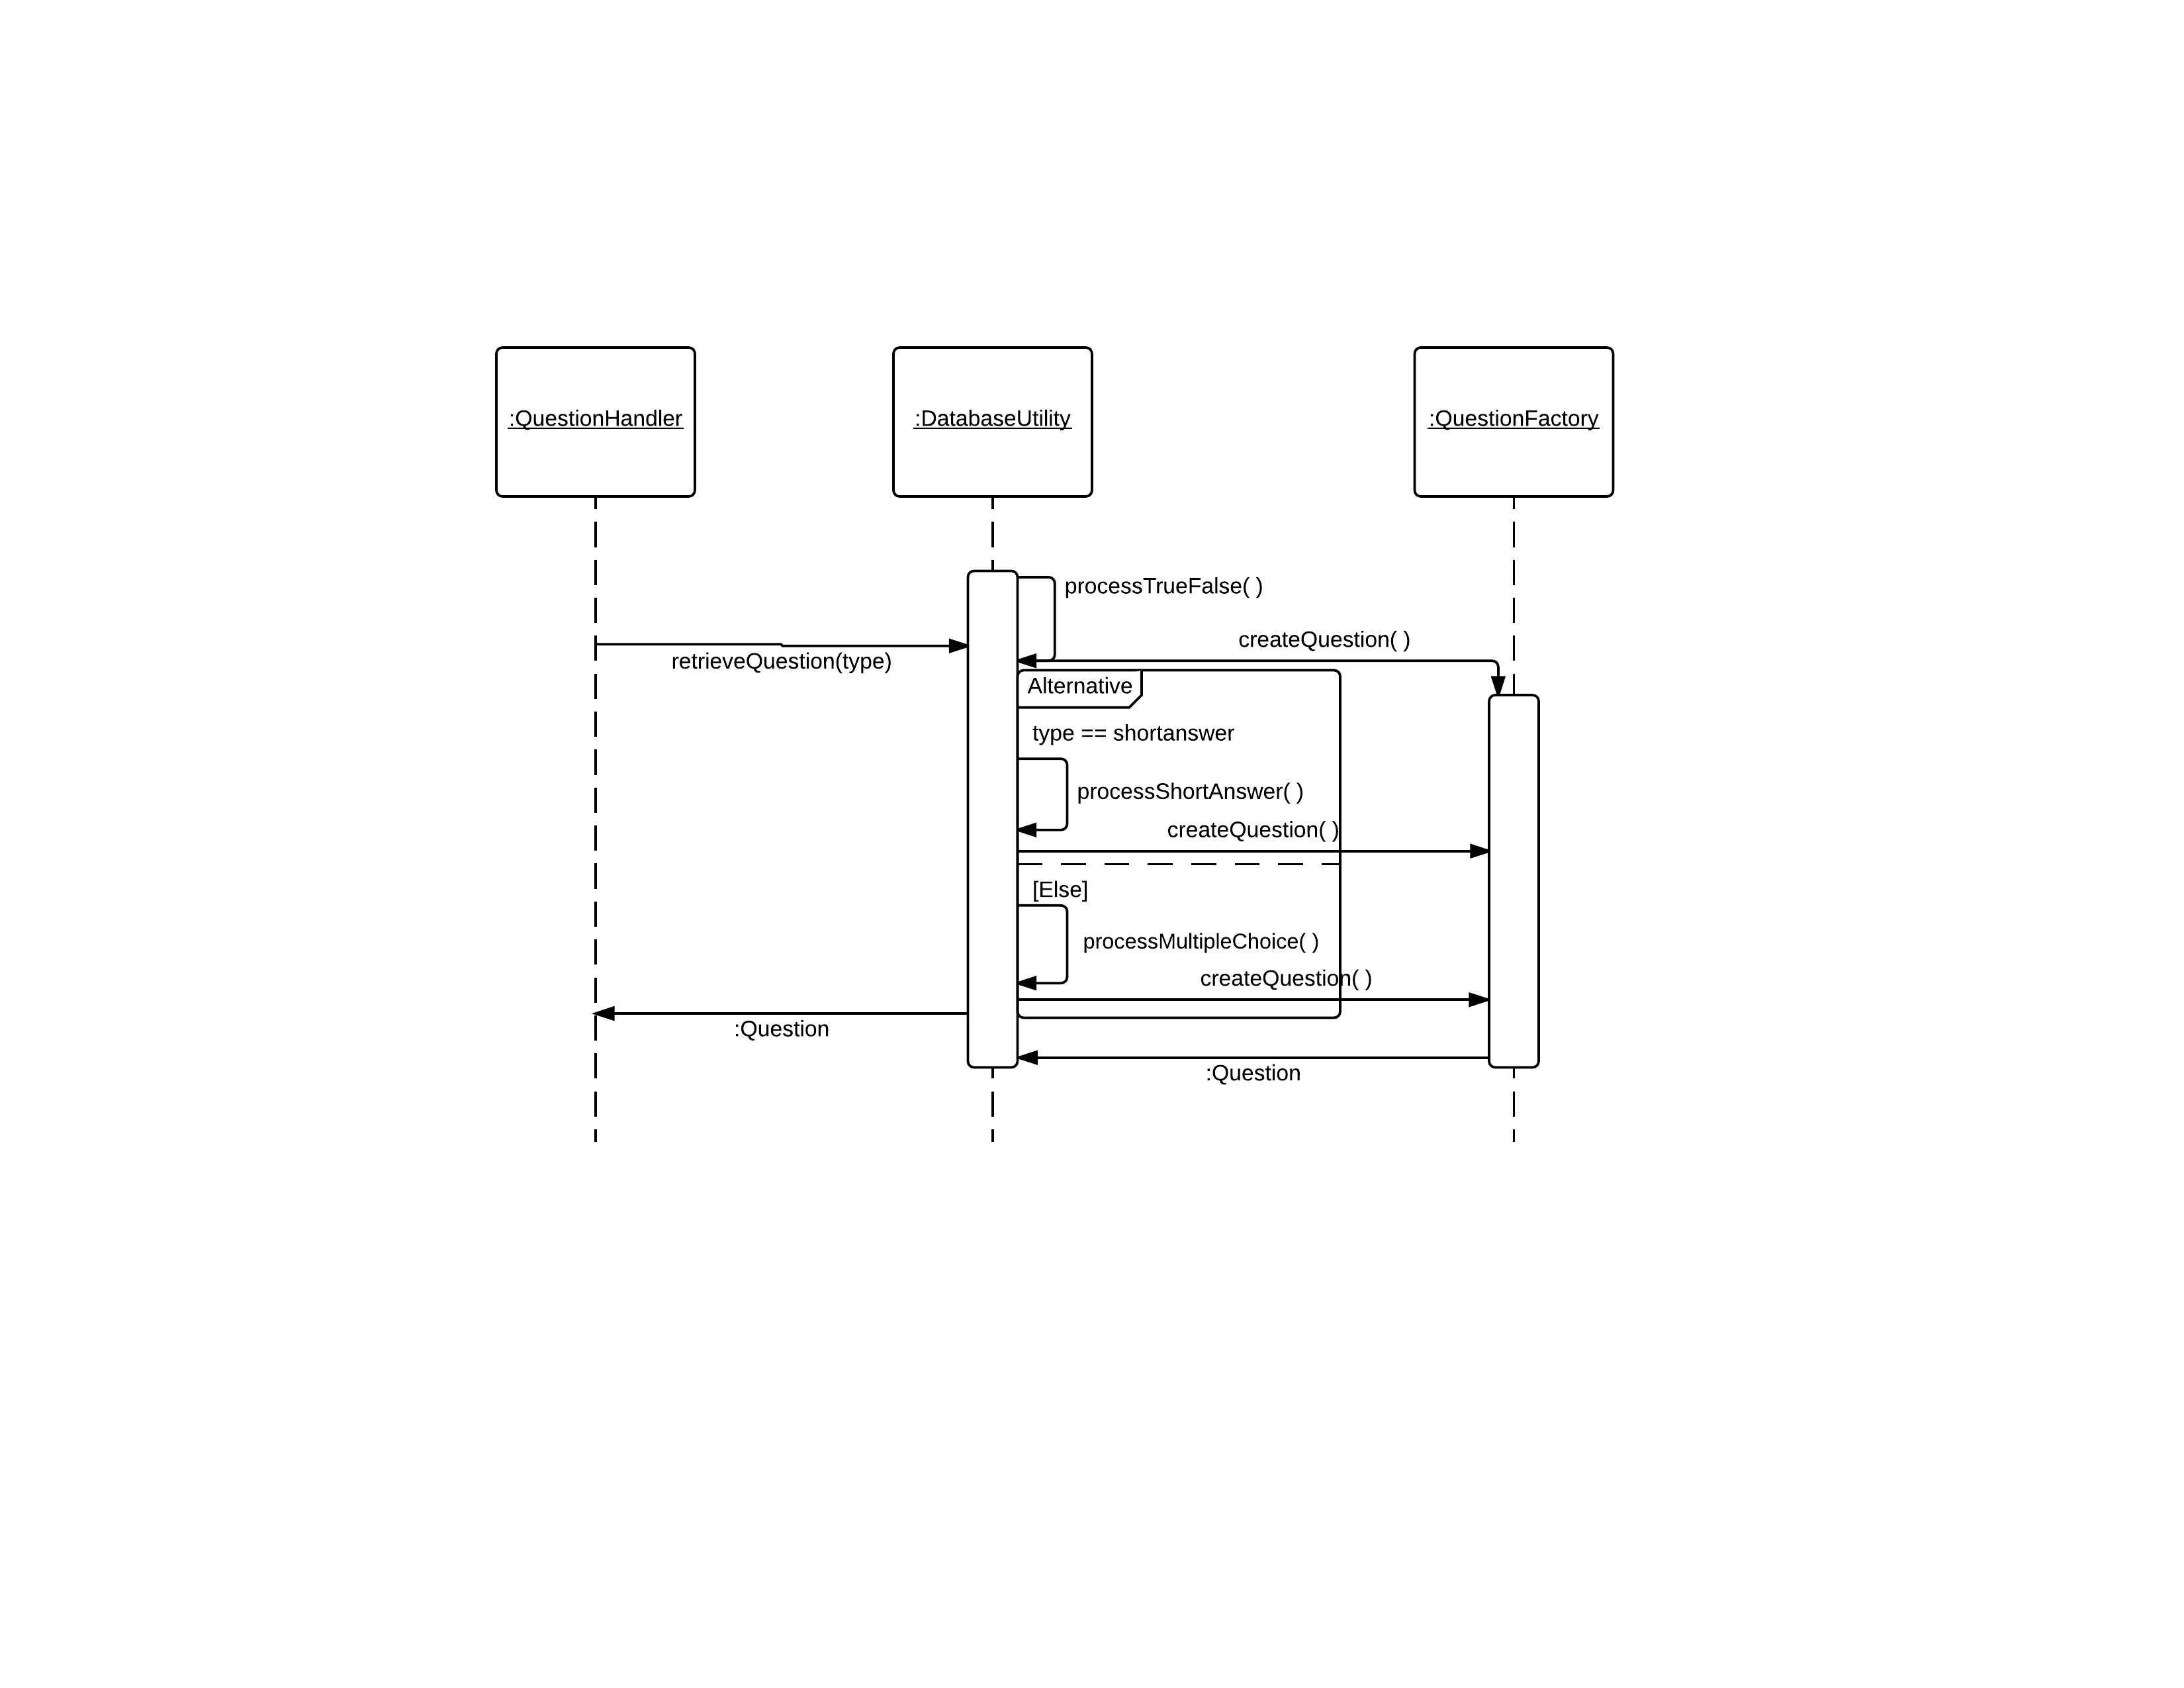 :QuestionHandler
:DatabaseUtility
:QuestionFactory
processTrueFalse( )
createQuestion( )
retrieveQuestion(type)
Alternative
type == shortanswer
processShortAnswer( )
createQuestion( )
[Else]
processMultipleChoice( )
createQuestion( )
:Question
:Question